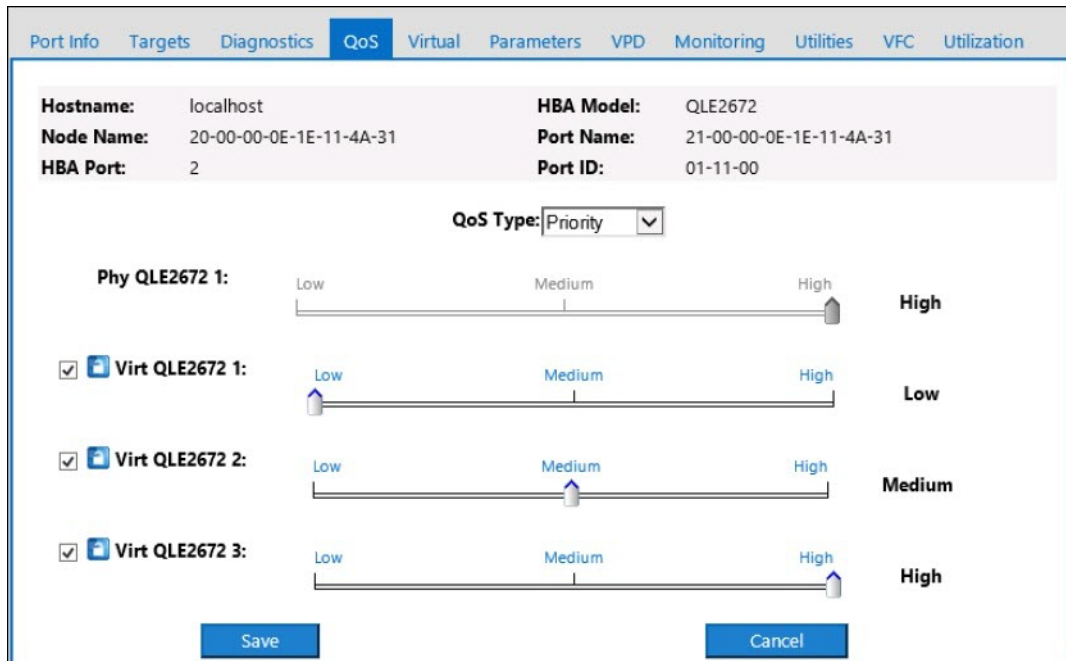 Port Info Targets Diagnostics QoS Virtual Parameters VPD Monitoring Utilities VFC Utilization
Hostname: localhost HBA Model: QLE2672
Node Name: 20-00-00-0E-1E-11-4A-31 Port Name: 21-00-00-0E-1E-11-4A-31
HBA Port: 2 Port ID: 01-11-00
QoS Type: Priority
Phy QLE2672 1: Low Medium High High
Virt QLE2672 1: Low Medium High Low
Virt QLE2672 2: Low Medium High Medium
Virt QLE2672 3: Low Medium High High
Save Cancel